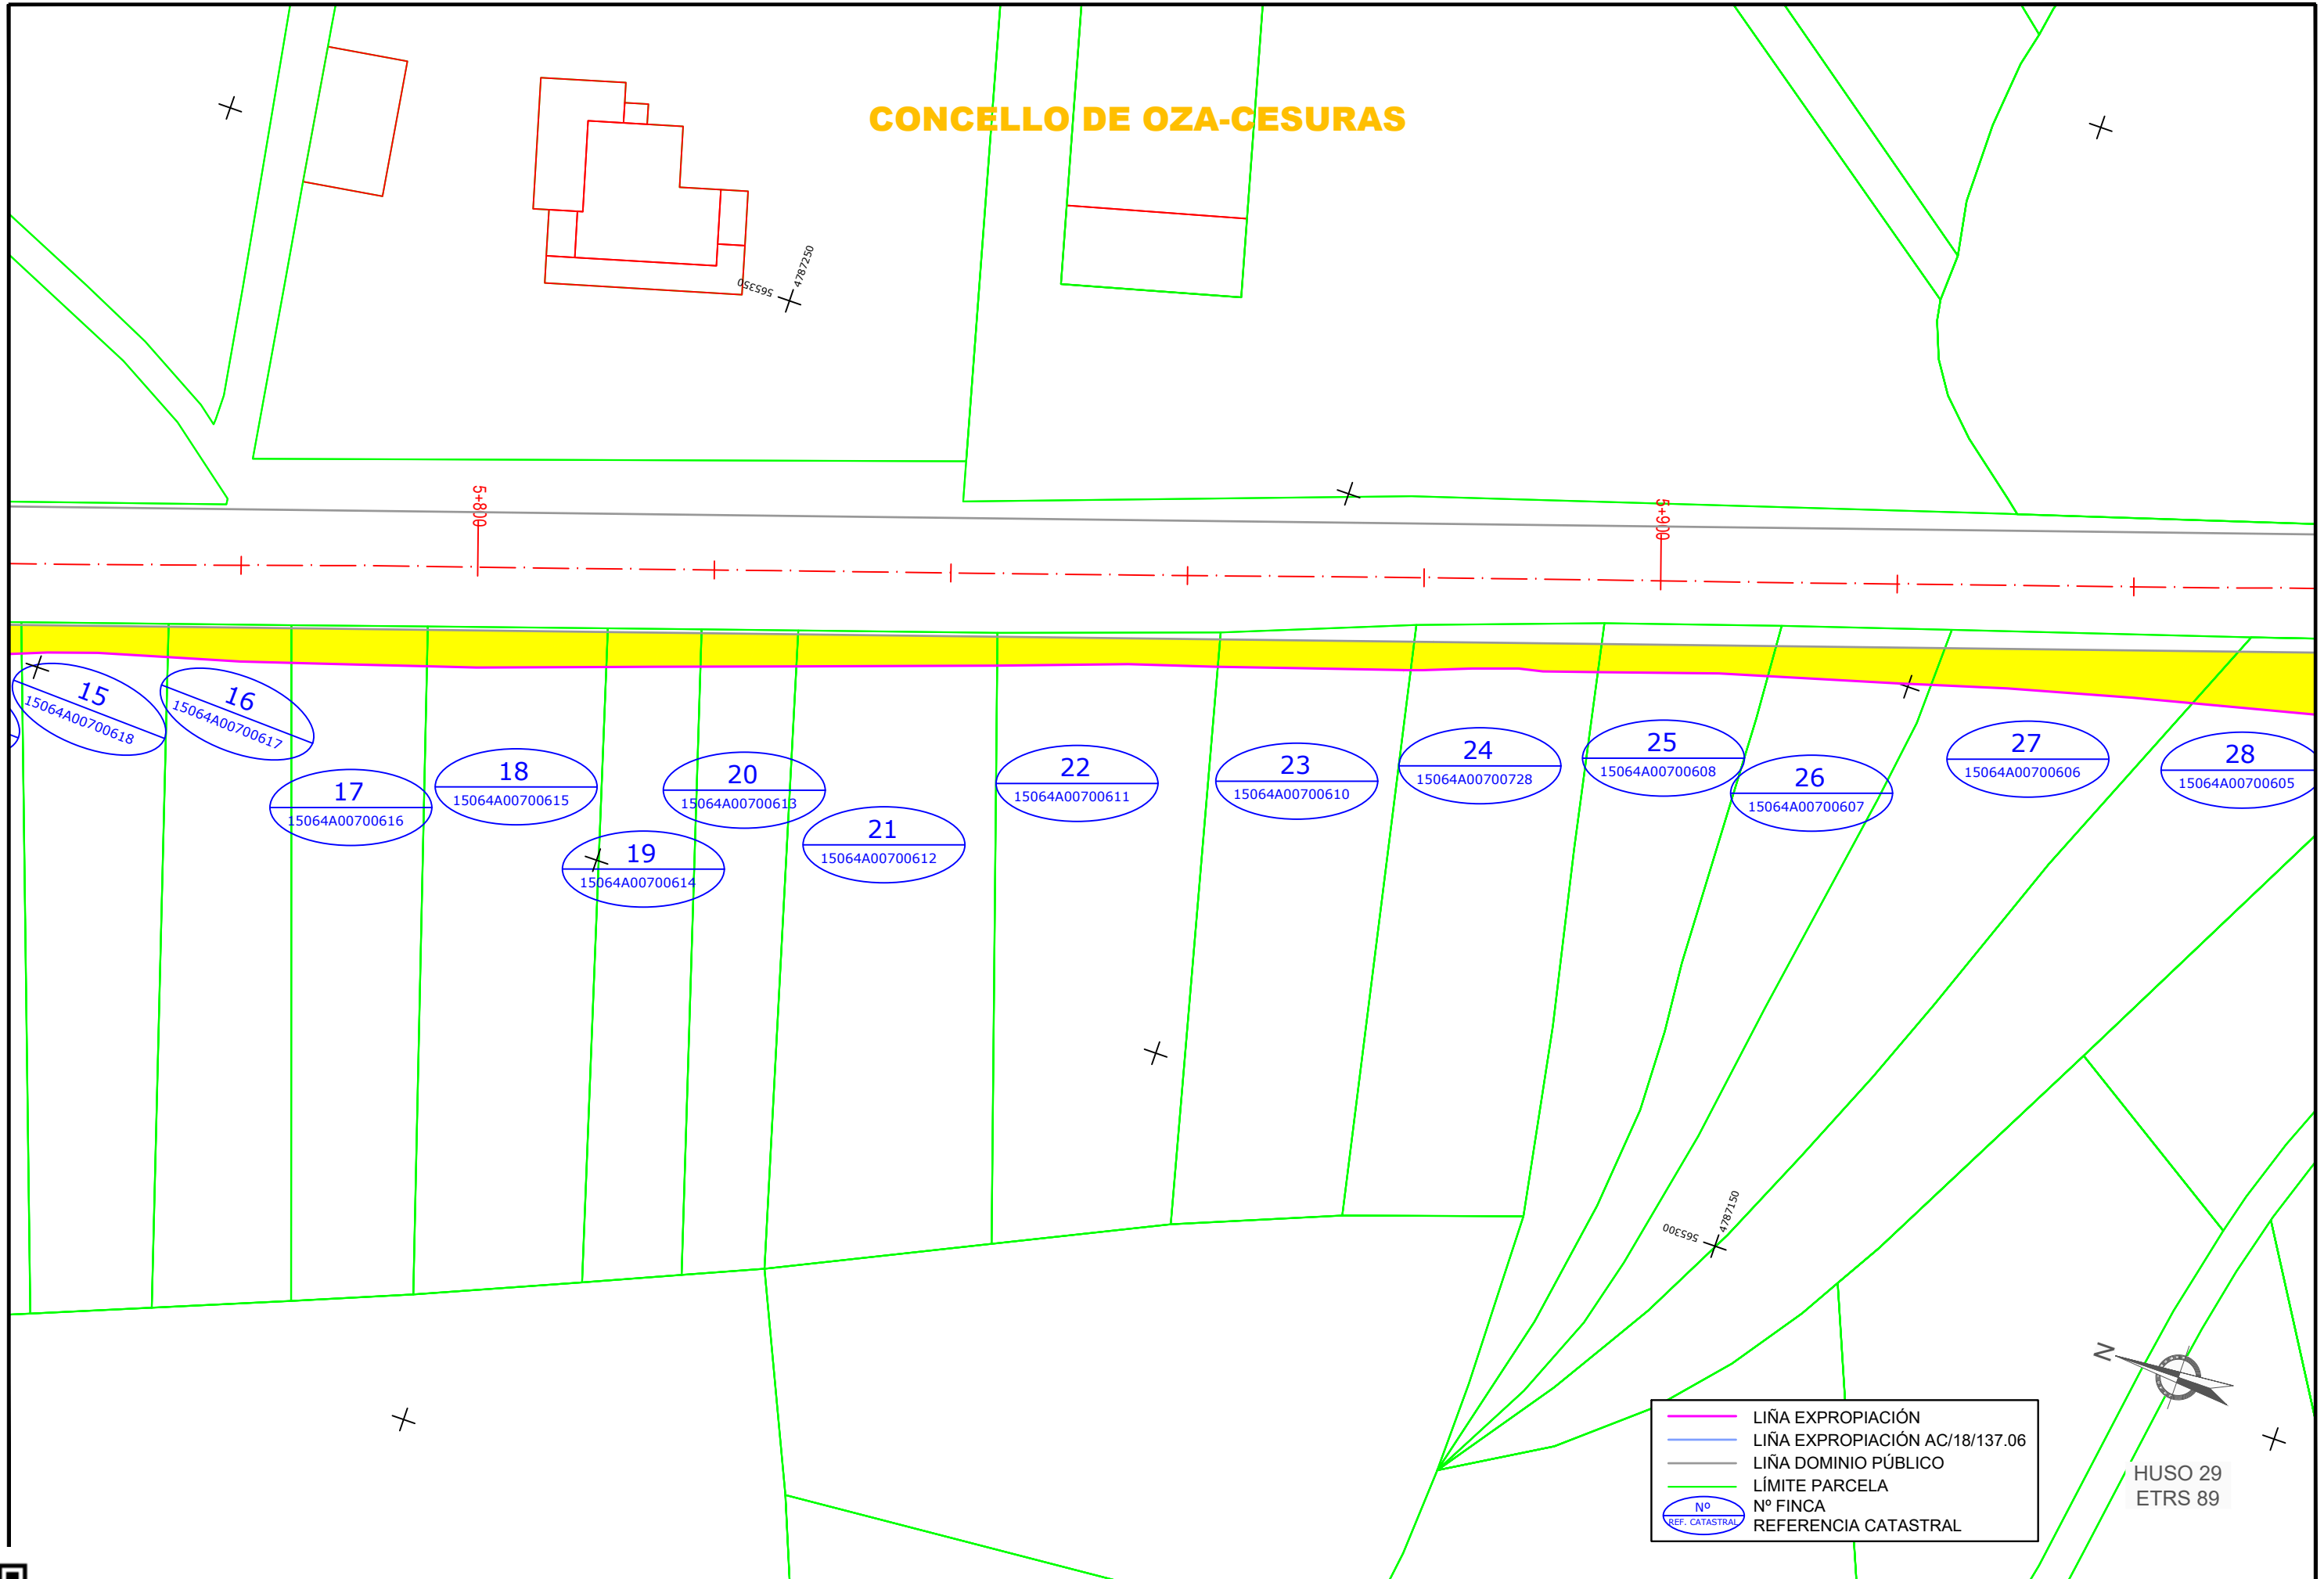 CONCELLO DE OZA-CESURAS
565350
4787250
5+800
5+900
15
15064A00700618
16
15064A00700617
17
15064A00700616
18
15064A00700615
19
15064A00700614
20
15064A00700613
21
15064A00700612
22
15064A00700611
23
15064A00700610
24
15064A00700728
25
15064A00700608
26
15064A00700607
27
15064A00700606
28
15064A00700605
565300
4787150
N
LIÑA EXPROPIACIÓN
LIÑA EXPROPIACIÓN AC/18/137.06
LIÑA DOMINIO PÚBLICO
LÍMITE PARCELA
Nº
REF. CATASTRAL
Nº FINCA
REFERENCIA CATASTRAL
HUSO 29
ETRS 89